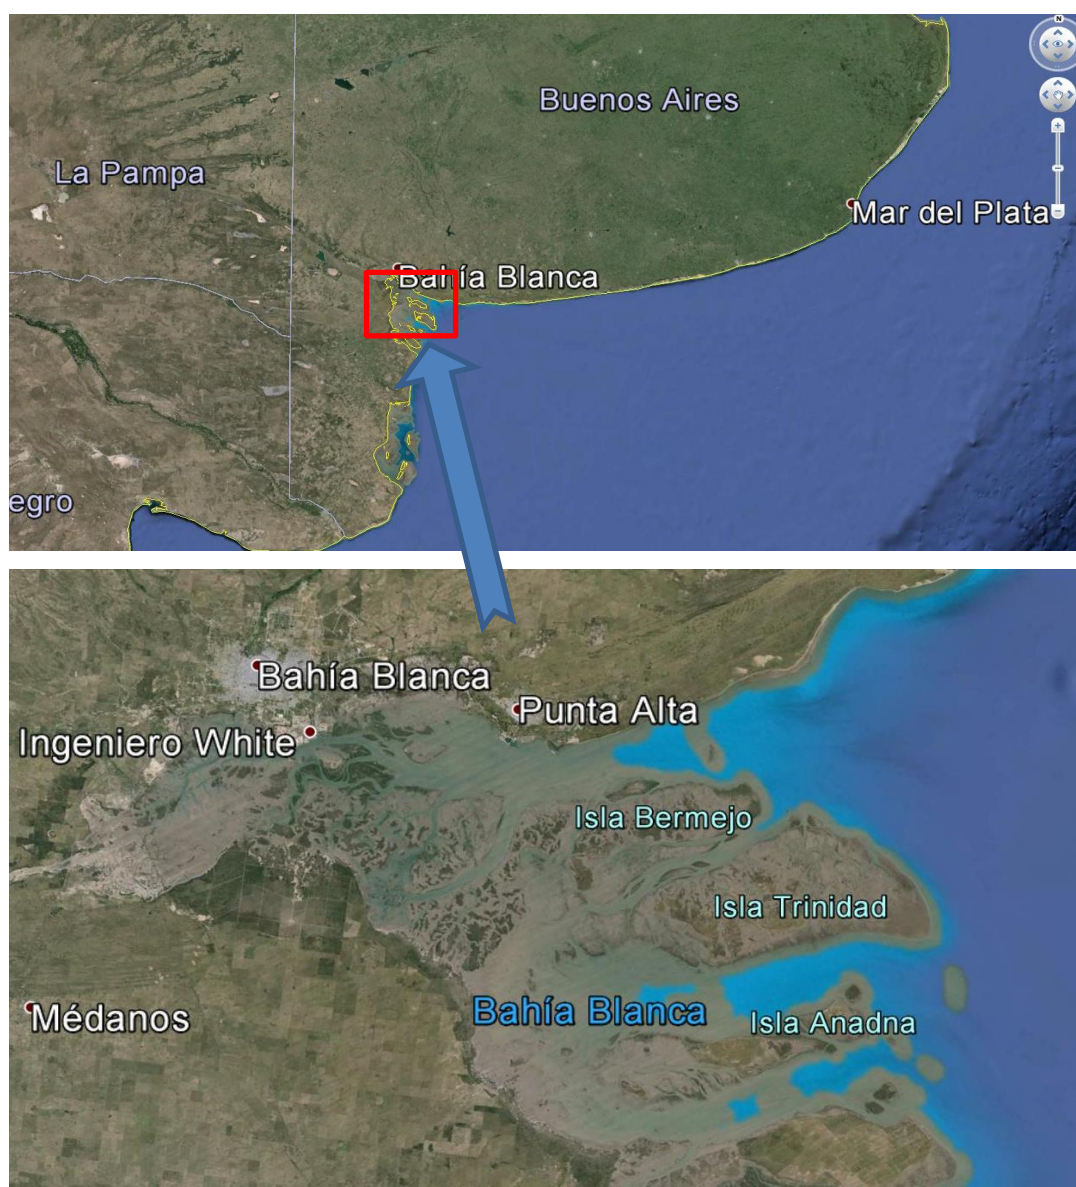 N
Buenos Aires
La Pampa
Mar del Plata
Bahía Blanca
egro
Bahía Blanca
Punta Alta
Ingeniero White
Isla Bermejo
Isla Trinidad
Médanos
Bahía Blanca
Isla Anadna